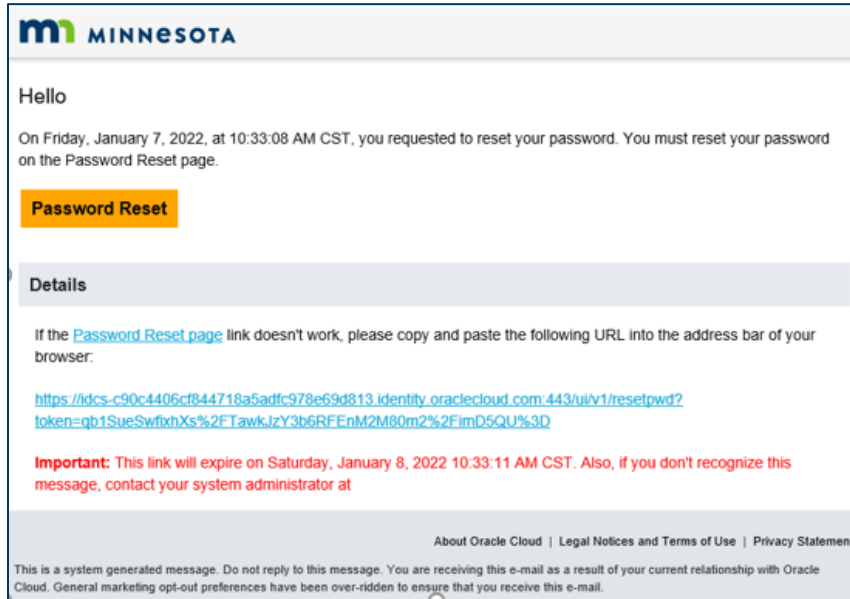 mn MINNESOTA
Hello
On Friday, January 7, 2022, at 10:33:08 AM CST, you requested to reset your password. You must reset your password
on the Password Reset page.
Password Reset
Details
If the Password Reset page link doesn't work, please copy and paste the following URL into the address bar of your
browser:
https://idcs-c90c4406cf844718a5adfc978e69d813.identity.oraclecloud.com:443/ui/v1/resetpwd?
token=qb1SueSwfixhXs%2FTawkJzY3b6RFEnM2M80m2%2FimD5QU%3D
Important: This link will expire on Saturday, January 8, 2022 10:33:11 AM CST. Also, if you don't recognize this
message, contact your system administrator at
About Oracle Cloud | Legal Notices and Terms of Use | Privacy Statemen
This is a system generated message. Do not reply to this message. You are receiving this e-mail as a result of your current relationship with Oracle
Cloud. General marketing opt-out preferences have been over-ridden to ensure that you receive this e-mail.